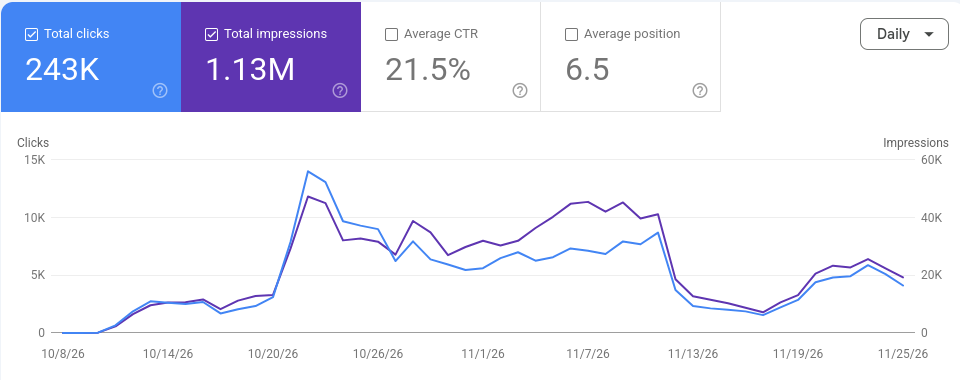 Total clicks
243K
Total impressions
1.13M
Average CTR
21.5%
Average position
6.5
Daily
Clicks
Impressions
15K
60K
10K
40K
5K
20K
0
0
10/8/26
10/14/26
10/20/26
10/26/26
11/1/26
11/7/26
11/13/26
11/19/26
11/25/26